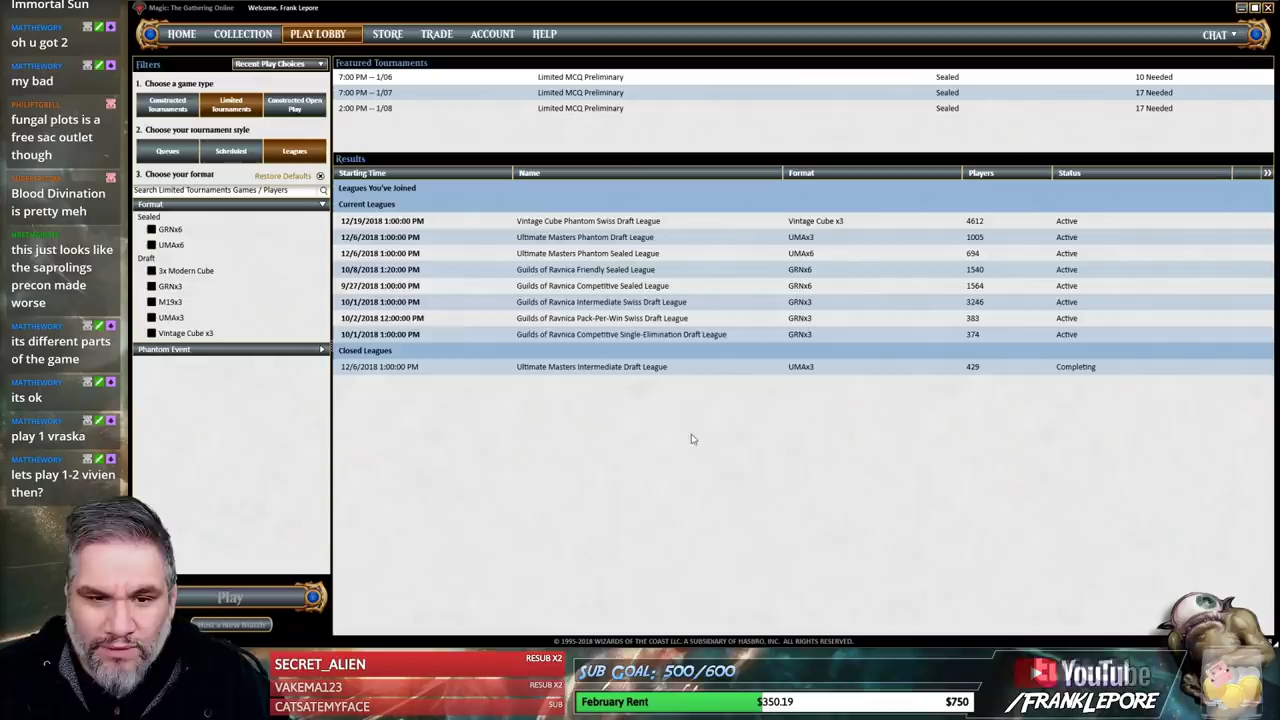 Immortal Sun
MATTHEWORY
oh u got 2
MATTHEWORY
my bad
PHILIPTGRELL
fungal plots is a
free sac outlet
though
Blood Divination
is pretty meh
this just looks like
the saprolings
precon made
worse
MATTHEWORY
its different parts
of the game
MATTHEWORY
its ok
MATTHEWORY
play 1 vraska
MATTHEWORY
lets play 1-2 vivien
then?
Magic: The Gathering Online
Welcome, Frank Lepore
HOME
COLLECTION
PLAY LOBBY
STORE
TRADE
ACCOUNT
HELP
CHAT
Filters
Recent Play Choices
1. Choose a game type
Constructed Tournaments
Limited Tournaments
Constructed Open Play
2. Choose your tournament style
Queues
Scheduled
Leagues
3. Choose your format
Restore Defaults
Search Limited Tournaments Games / Players
Format
Sealed
GRNx6
UMAx6
Draft
3x Modern Cube
GRNx3
M19x3
UMAx3
Vintage Cube x3
Phantom Event
Play
Host a New Match
Featured Tournaments
7:00 PM -- 1/06 Limited MCQ Preliminary Sealed 10 Needed
7:00 PM -- 1/07 Limited MCQ Preliminary Sealed 17 Needed
2:00 PM -- 1/08 Limited MCQ Preliminary Sealed 17 Needed
Results
Starting Time Name Format Players Status
Leagues You've Joined
Current Leagues
12/19/2018 1:00:00 PM Vintage Cube Phantom Swiss Draft League Vintage Cube x3 4612 Active
12/6/2018 1:00:00 PM Ultimate Masters Phantom Draft League UMAx3 1005 Active
12/6/2018 1:00:00 PM Ultimate Masters Phantom Sealed League UMAx6 694 Active
10/8/2018 1:20:00 PM Guilds of Ravnica Friendly Sealed League GRNx6 1540 Active
9/27/2018 1:00:00 PM Guilds of Ravnica Competitive Sealed League GRNx6 1564 Active
10/1/2018 1:00:00 PM Guilds of Ravnica Intermediate Swiss Draft League GRNx3 3246 Active
10/2/2018 12:00:00 PM Guilds of Ravnica Pack-Per-Win Swiss Draft League GRNx3 383 Active
10/1/2018 1:00:00 PM Guilds of Ravnica Competitive Single-Elimination Draft League GRNx3 374 Active
Closed Leagues
12/6/2018 1:00:00 PM Ultimate Masters Intermediate Draft League UMAx3 429 Completing
© 1995-2018 WIZARDS OF THE COAST LLC. A SUBSIDIARY OF HASBRO, INC. ALL RIGHTS RESERVED.
SECRET_ALIEN RESUB X2
VAKEMA123 RESUB X2
CATSATEMYFACE SUB
SUB GOAL: 500/600
February Rent $350.19 $750
YouTube
/FRANKLEPORE